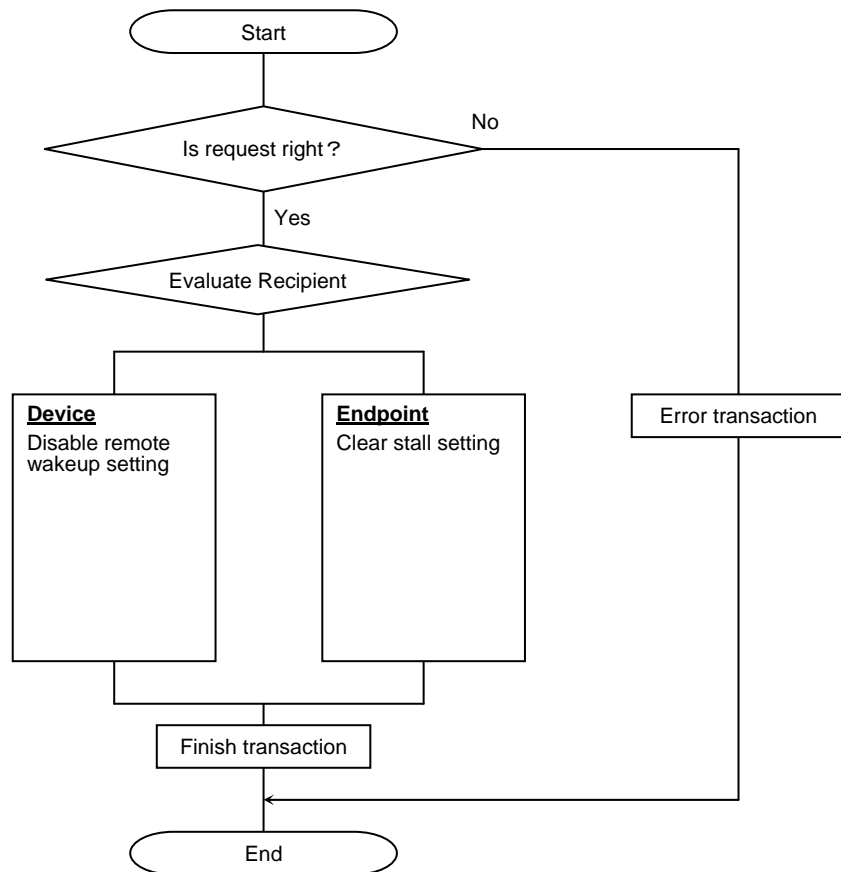 Start
Is request right？
No
Yes
Evaluate Recipient
Device
Disable remote
wakeup setting
Endpoint
Clear stall setting
Error transaction
Finish transaction
End